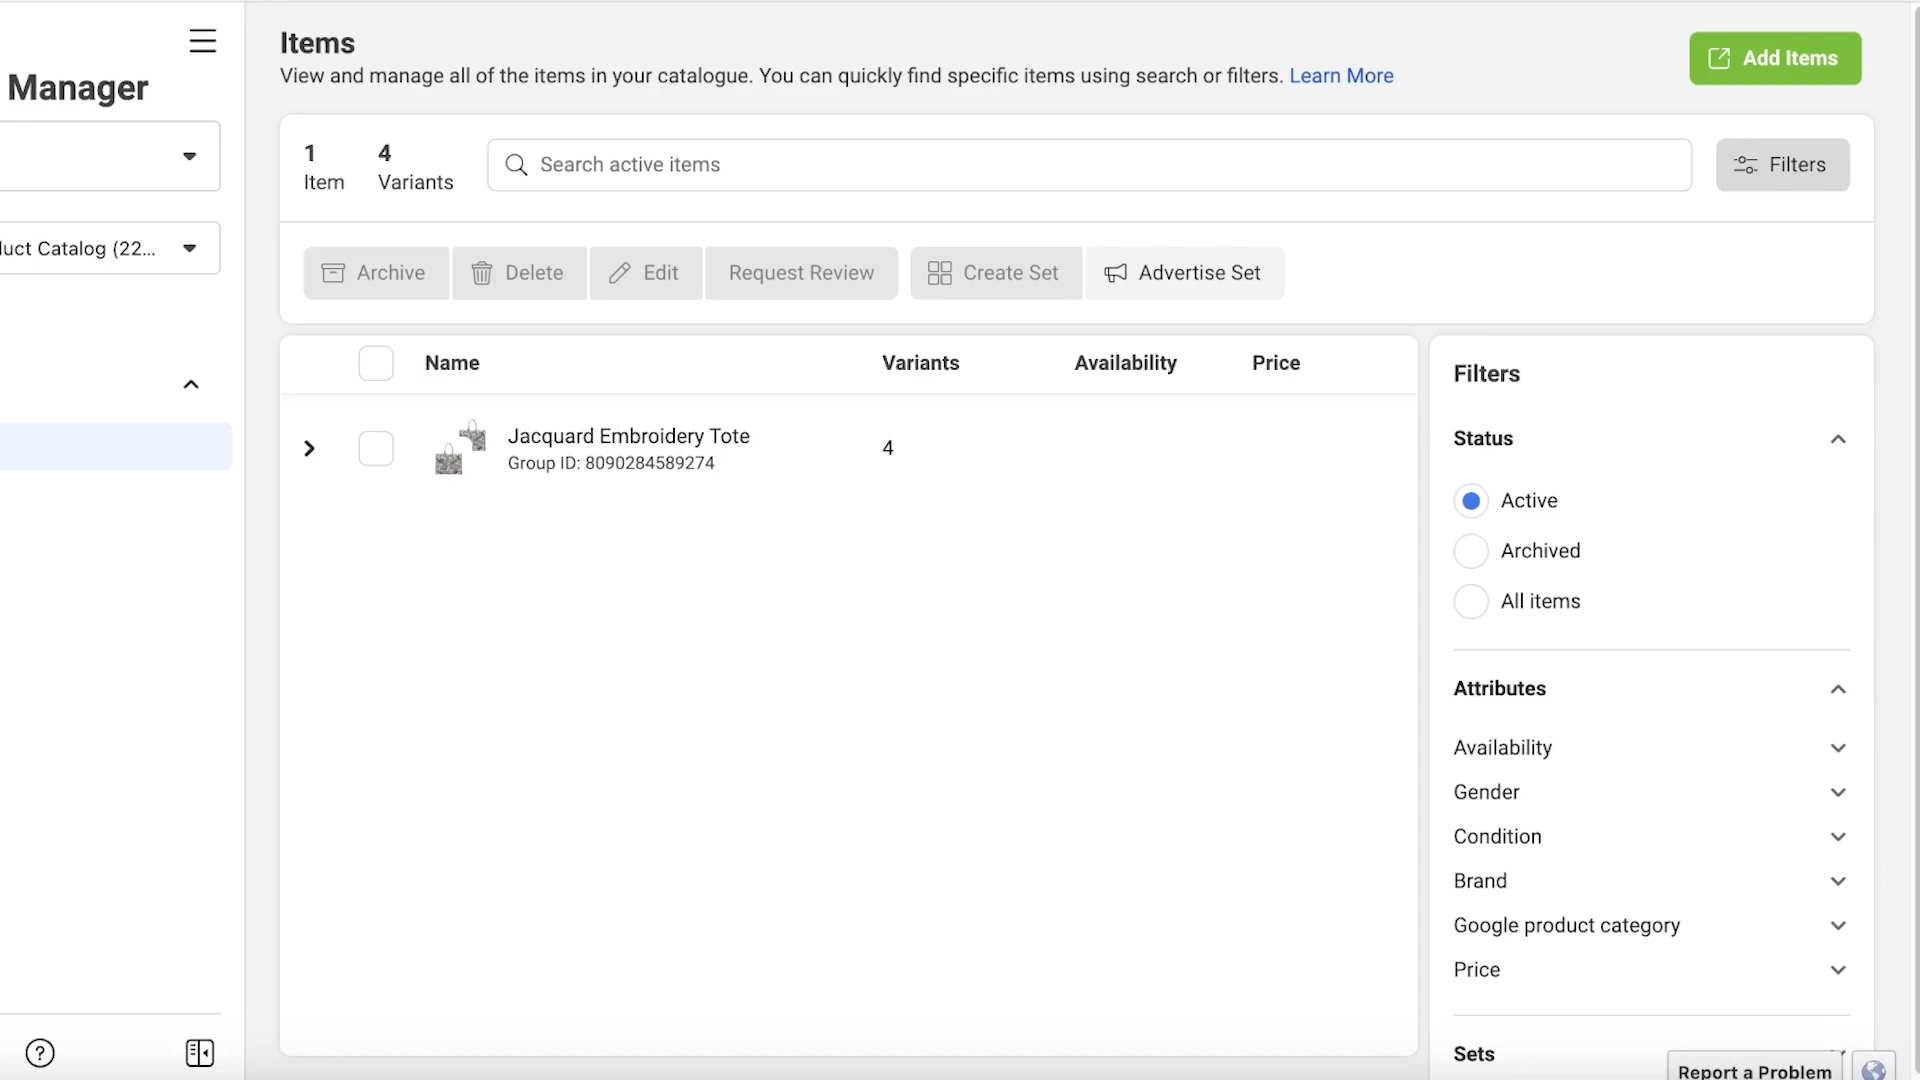 Manager
duct Catalog (22...
Items
View and manage all of the items in your catalogue. You can quickly find specific items using search or filters. Learn More
Add Items
1
Item
4
Variants
Search active items
Filters
Archive
Delete
Edit
Request Review
Create Set
Advertise Set
Name
Variants
Availability
Price
Jacquard Embroidery Tote
Group ID: 8090284589274
4
Filters
Status
Active
Archived
All items
Attributes
Availability
Gender
Condition
Brand
Google product category
Price
Sets
Report a Problem